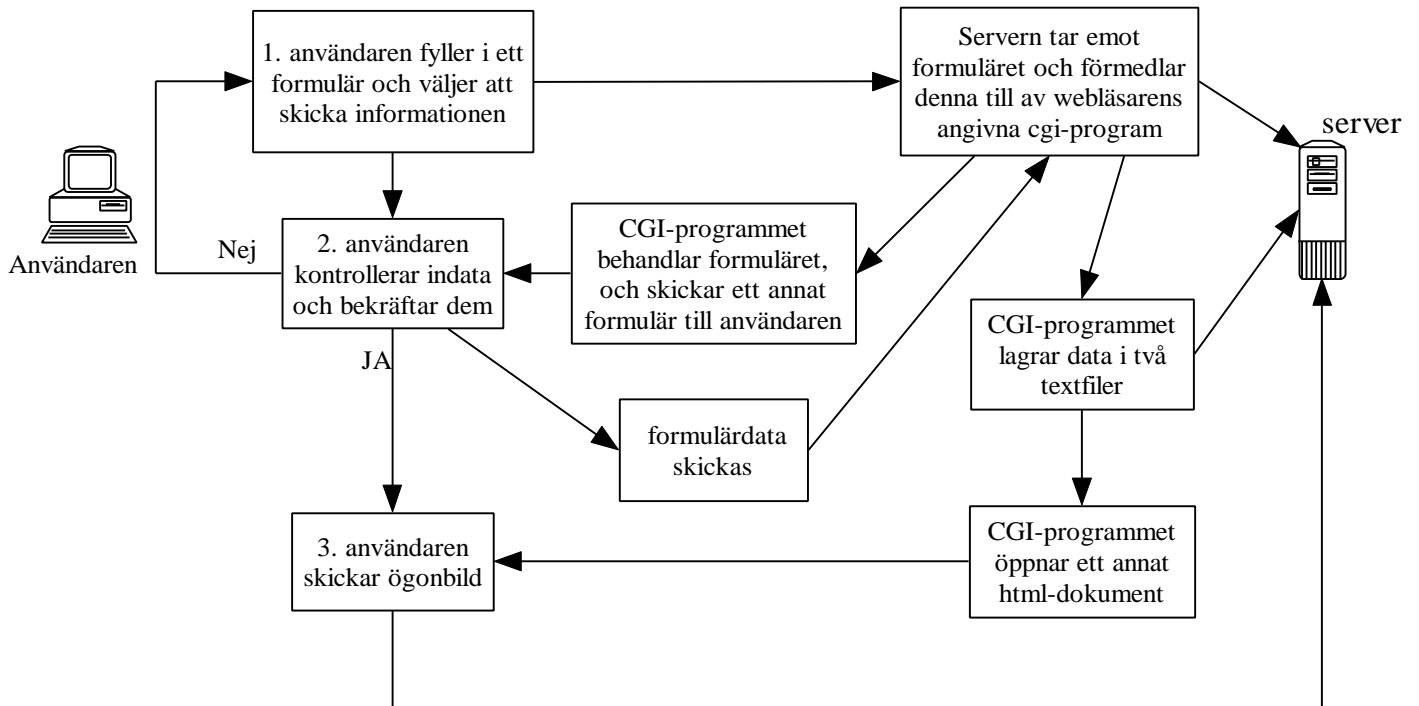 1. användaren fyller i ett
formulär och väljer att
skicka informationen
Servern tar emot
formuläret och förmedlar
denna till av webläsarens
angivna cgi-program
server
Användaren
Nej
2. användaren
kontrollerar indata
och bekräftar dem
CGI-programmet
behandlar formuläret,
och skickar ett annat
formulär till användaren
CGI-programmet
lagrar data i två
textfiler
JA
formulärdata
skickas
3. användaren
skickar ögonbild
CGI-programmet
öppnar ett annat
html-dokument